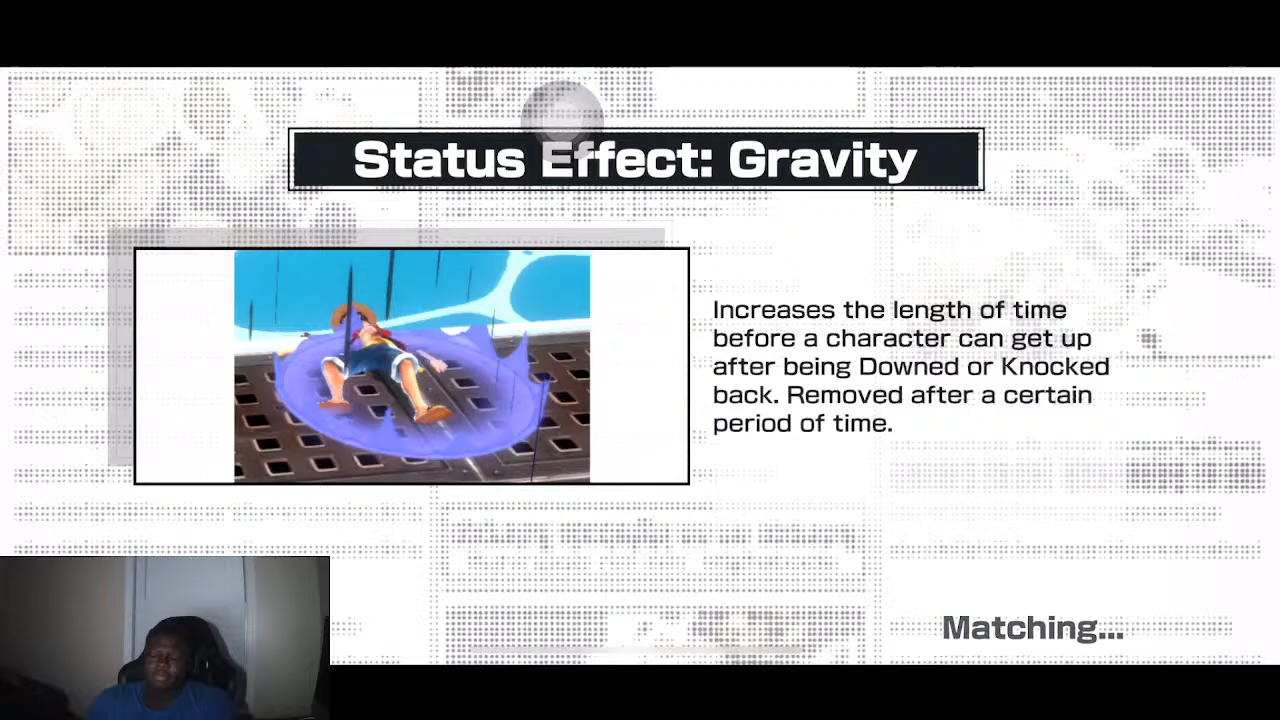 Status Effect: Gravity
Increases the length of time
before a character can get up
after being Downed or Knocked
back. Removed after a certain
period of time.
Matching...